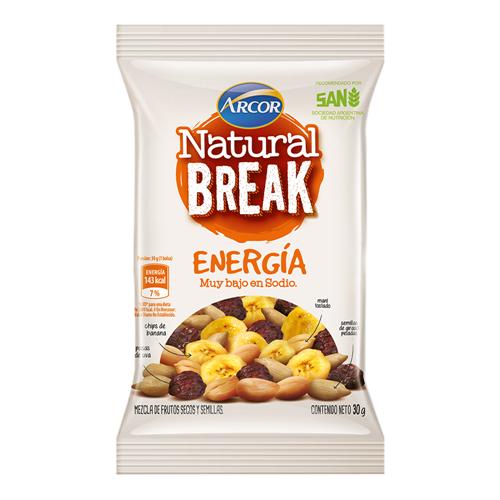 RECOMENDADO POR
SAN
SOCIEDAD ARGENTINA
DE NUTRICIÓN
ARCOR
Natural
BREAK
ENERGÍA
Muy bajo en Sodio.
ENERGÍA
143 kcal
7 %
maní
tostado
chips de
banana
semillas
de girasol
peladas
pasas
de uva
MEZCLA DE FRUTOS SECOS Y SEMILLAS.
CONTENIDO NETO 30 g